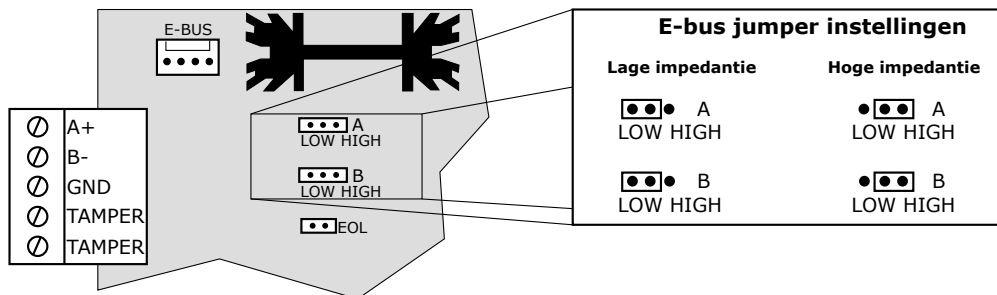 E-BUS
A+
B-
GND
TAMPER
TAMPER
A
LOW HIGH
B
LOW HIGH
EOL
E-bus jumper instellingen
Lage impedantie Hoge impedantie
A A
LOW HIGH LOW HIGH
B B
LOW HIGH LOW HIGH